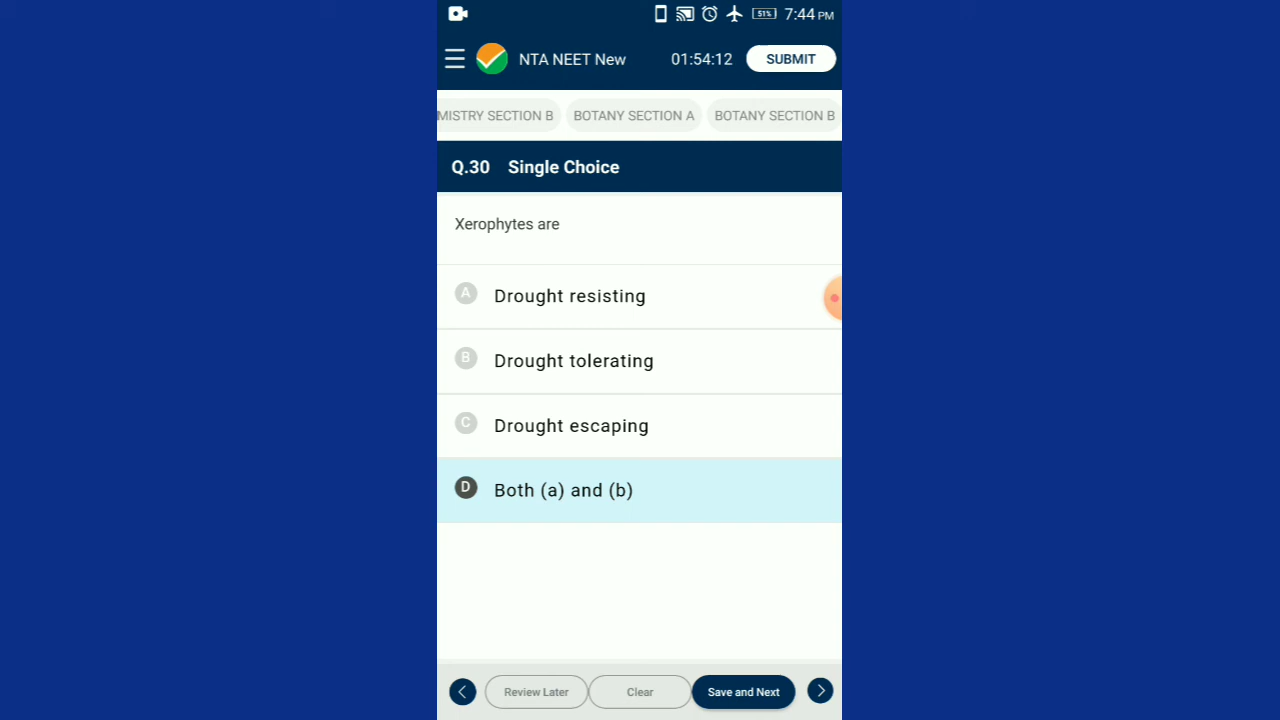 51% 7:44 PM
NTA NEET New 01:54:12 SUBMIT
MISTRY SECTION B BOTANY SECTION A BOTANY SECTION B
Q.30 Single Choice
Xerophytes are
A Drought resisting
B Drought tolerating
C Drought escaping
D Both (a) and (b)
Review Later Clear Save and Next